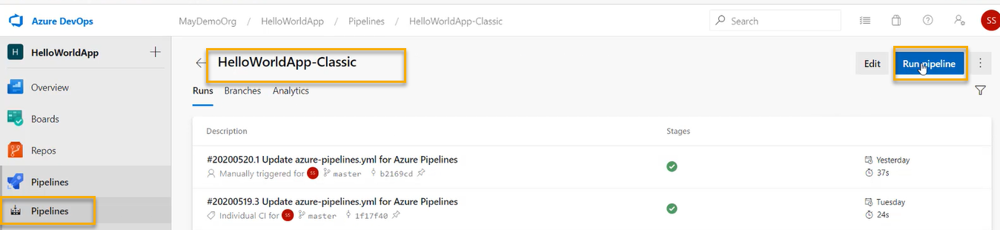 Azure DevOps
MayDemoOrg / HelloWorldApp / Pipelines / HelloWorldApp-Classic
Search
SS
H HelloWorldApp
Overview
Boards
Repos
Pipelines
Pipelines
HelloWorldApp-Classic
Edit
Run pipeline
Runs Branches Analytics
Description Stages
#20200520.1 Update azure-pipelines.yml for Azure Pipelines
Manually triggered for SS master b2169cd
Yesterday
37s
#20200519.3 Update azure-pipelines.yml for Azure Pipelines
Individual CI for SS master 1f17f40
Tuesday
24s